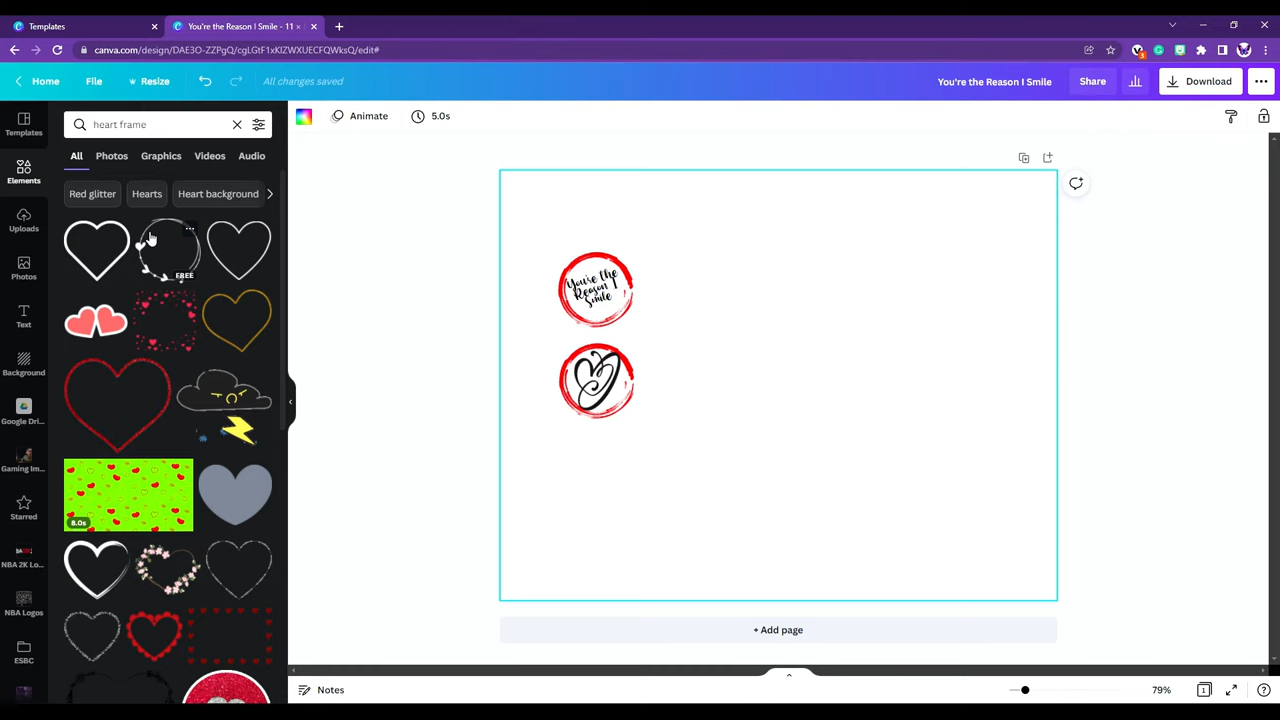 Templates
You're the Reason I Smile - 11 ×
canva.com/design/DAE3O-ZZPgQ/cgLGtF1xKIZWXUECFQWksQ/edit#
Home
File
Resize
All changes saved
You're the Reason I Smile
Share
Download
Templates
Elements
Uploads
Photos
Text
Background
Google Dri...
Gaming Im...
Starred
NBA 2K Lo...
NBA Logos
ESBC
heart frame
All
Photos
Graphics
Videos
Audio
Red glitter
Hearts
Heart background
FREE
8.0s
Animate
5.0s
You're the
Reason I
Smile
+ Add page
Notes
79%
1